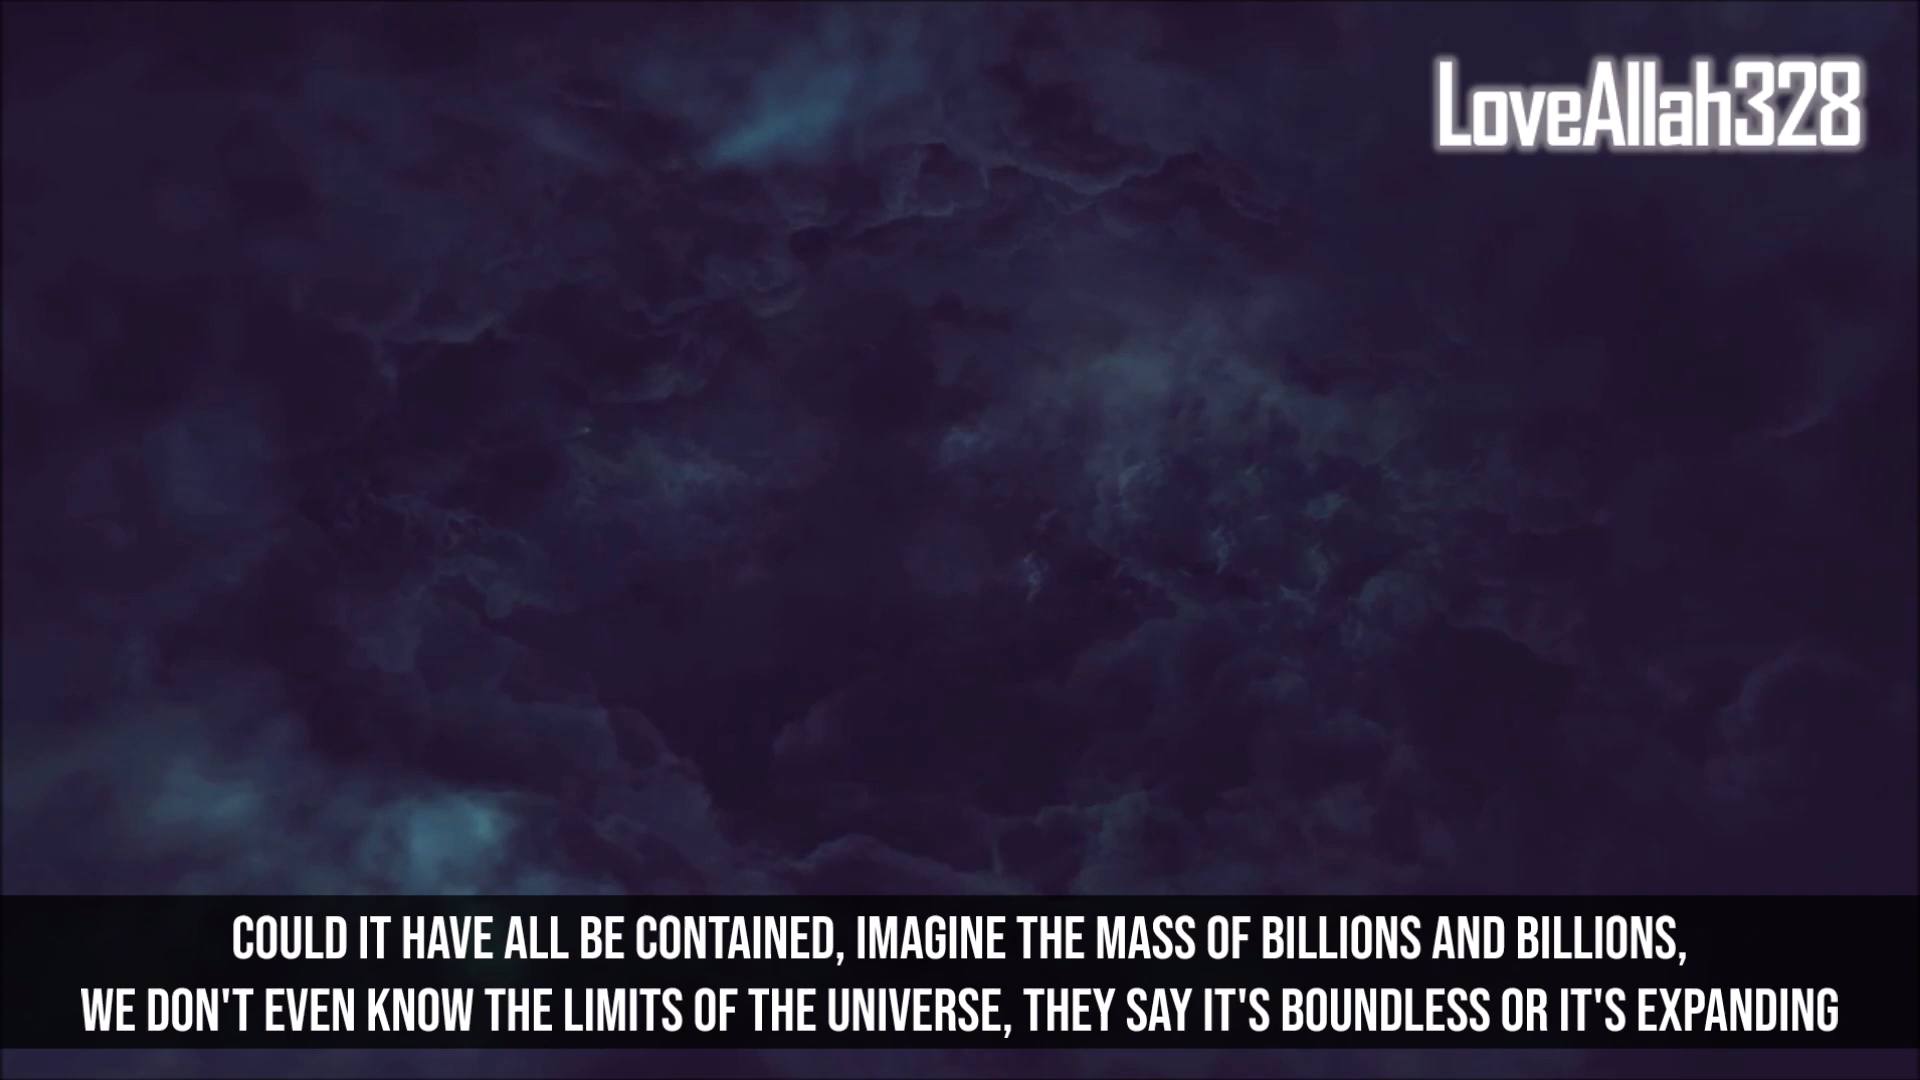 LoveAllah328
COULD IT HAVE ALL BE CONTAINED, IMAGINE THE MASS OF BILLIONS AND BILLIONS,
WE DON'T EVEN KNOW THE LIMITS OF THE UNIVERSE, THEY SAY IT'S BOUNDLESS OR IT'S EXPANDING